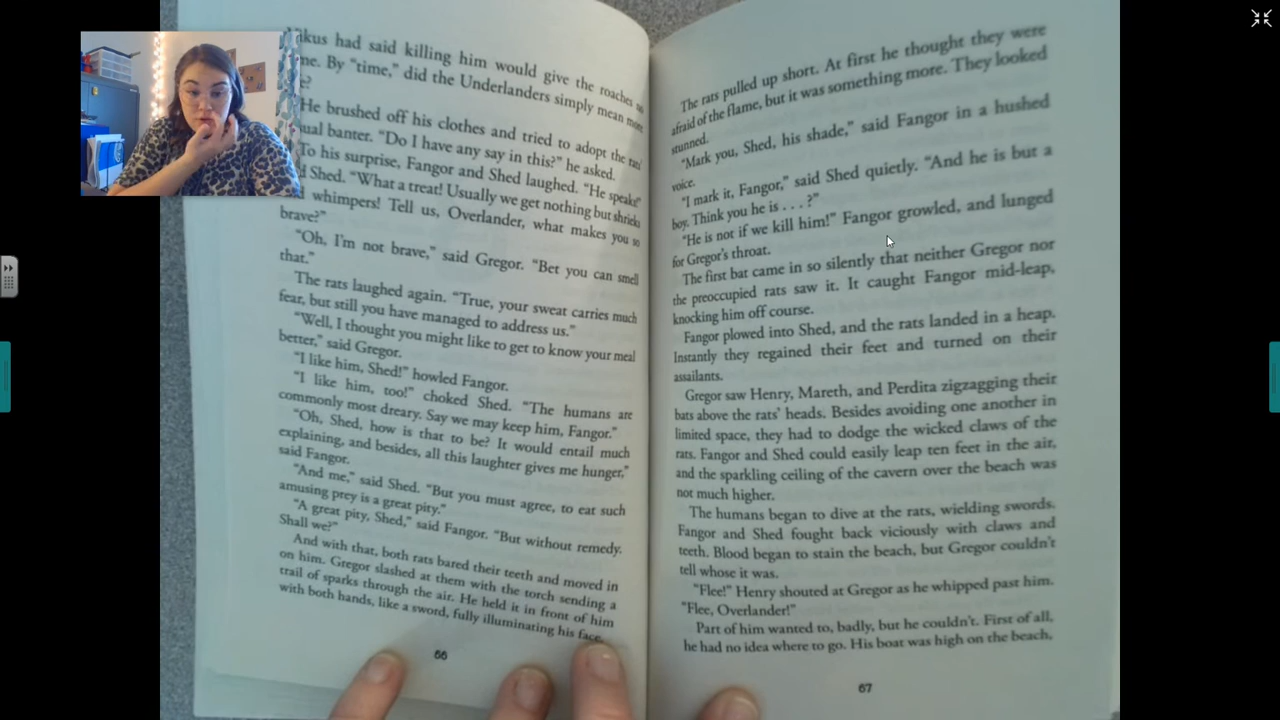 ikus had said killing him would give the roaches
ne. By “time,” did the Underlanders simply mean more
?
He brushed off his clothes and tried to adopt the rats’
ual banter. “Do I have any say in this?” he asked.
To his surprise, Fangor and Shed laughed. “He speaks!”
d Shed. “What a treat! Usually we get nothing but shrieks
whimpers! Tell us, Overlander, what makes you so
brave?”
“Oh, I’m not brave,” said Gregor. “Bet you can smell
that.”
The rats laughed again. “True, your sweat carries much
fear, but still you have managed to address us.”
“Well, I thought you might like to get to know your meal
better,” said Gregor.
“I like him, Shed!” howled Fangor.
“I like him, too!” choked Shed. “The humans are
commonly most dreary. Say we may keep him, Fangor.”
“Oh, Shed, how is that to be? It would entail much
explaining, and besides, all this laughter gives me hunger,”
said Fangor.
“And me,” said Shed. “But you must agree, to eat such
amusing prey is a great pity.”
“A great pity, Shed,” said Fangor. “But without remedy.
Shall we?”
And with that, both rats bared their teeth and moved in
on him. Gregor slashed at them with the torch sending a
trail of sparks through the air. He held it in front of him
with both hands, like a sword, fully illuminating his face.
66
The rats pulled up short. At first he thought they were
afraid of the flame, but it was something more. They looked
stunned.
“Mark you, Shed, his shade,” said Fangor in a hushed
voice.
“I mark it, Fangor,” said Shed quietly. “And he is but a
boy. Think you he is . . . ?”
“He is not if we kill him!” Fangor growled, and lunged
for Gregor’s throat.
The first bat came in so silently that neither Gregor nor
the preoccupied rats saw it. It caught Fangor mid-leap,
knocking him off course.
Fangor plowed into Shed, and the rats landed in a heap.
Instantly they regained their feet and turned on their
assailants.
Gregor saw Henry, Mareth, and Perdita zigzagging their
bats above the rats’ heads. Besides avoiding one another in
limited space, they had to dodge the wicked claws of the
rats. Fangor and Shed could easily leap ten feet in the air,
and the sparkling ceiling of the cavern over the beach was
not much higher.
The humans began to dive at the rats, wielding swords.
Fangor and Shed fought back viciously with claws and
teeth. Blood began to stain the beach, but Gregor couldn’t
tell whose it was.
“Flee!” Henry shouted at Gregor as he whipped past him.
“Flee, Overlander!”
Part of him wanted to, badly, but he couldn’t. First of all,
he had no idea where to go. His boat was high on the beach,
67